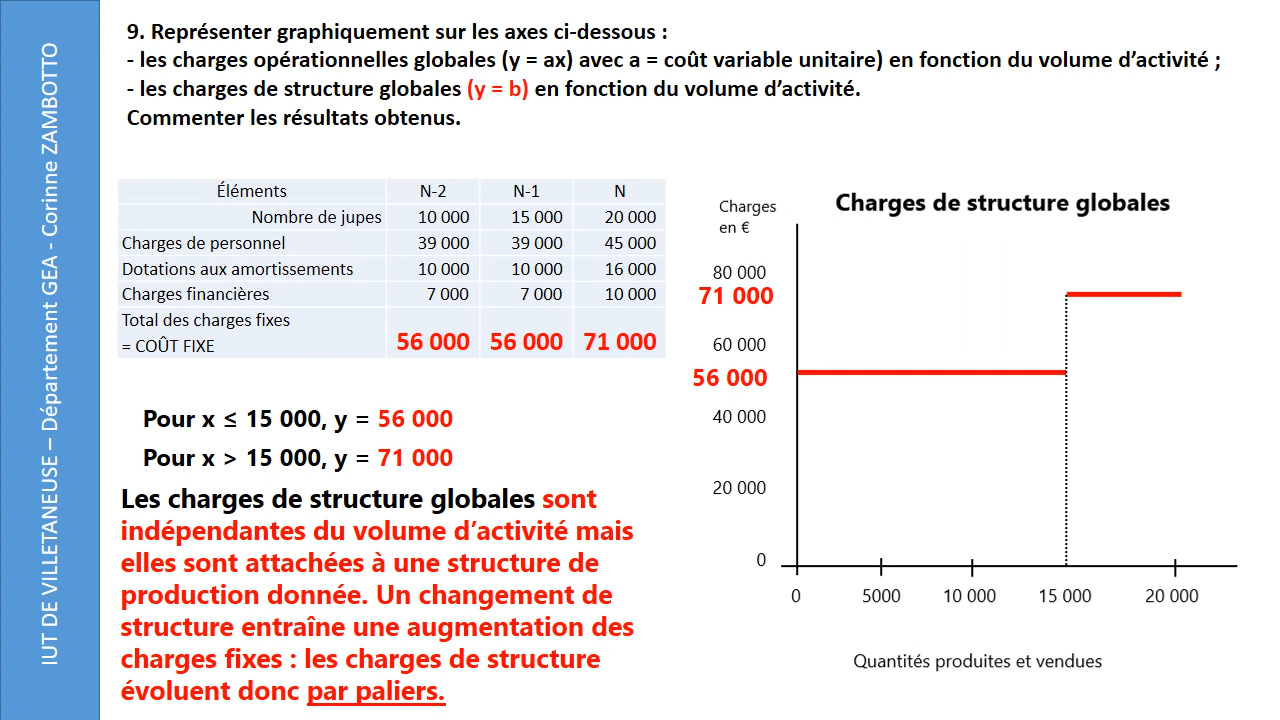 IUT DE VILLETANEUSE – Département GEA - Corinne ZAMBOTTO
9. Représenter graphiquement sur les axes ci-dessous :
- les charges opérationnelles globales (y = ax) avec a = coût variable unitaire) en fonction du volume d’activité ;
- les charges de structure globales (y = b) en fonction du volume d’activité.
Commenter les résultats obtenus.
Éléments N-2 N-1 N
Nombre de jupes 10 000 15 000 20 000
Charges de personnel 39 000 39 000 45 000
Dotations aux amortissements 10 000 10 000 16 000
Charges financières 7 000 7 000 10 000
Total des charges fixes
= COÛT FIXE 56 000 56 000 71 000
Pour x ≤ 15 000, y = 56 000
Pour x > 15 000, y = 71 000
Les charges de structure globales sont
indépendantes du volume d’activité mais
elles sont attachées à une structure de
production donnée. Un changement de
structure entraîne une augmentation des
charges fixes : les charges de structure
évoluent donc par paliers.
Charges de structure globales
Charges
en €
80 000
71 000
60 000
56 000
40 000
20 000
0
0 5000 10 000 15 000 20 000
Quantités produites et vendues